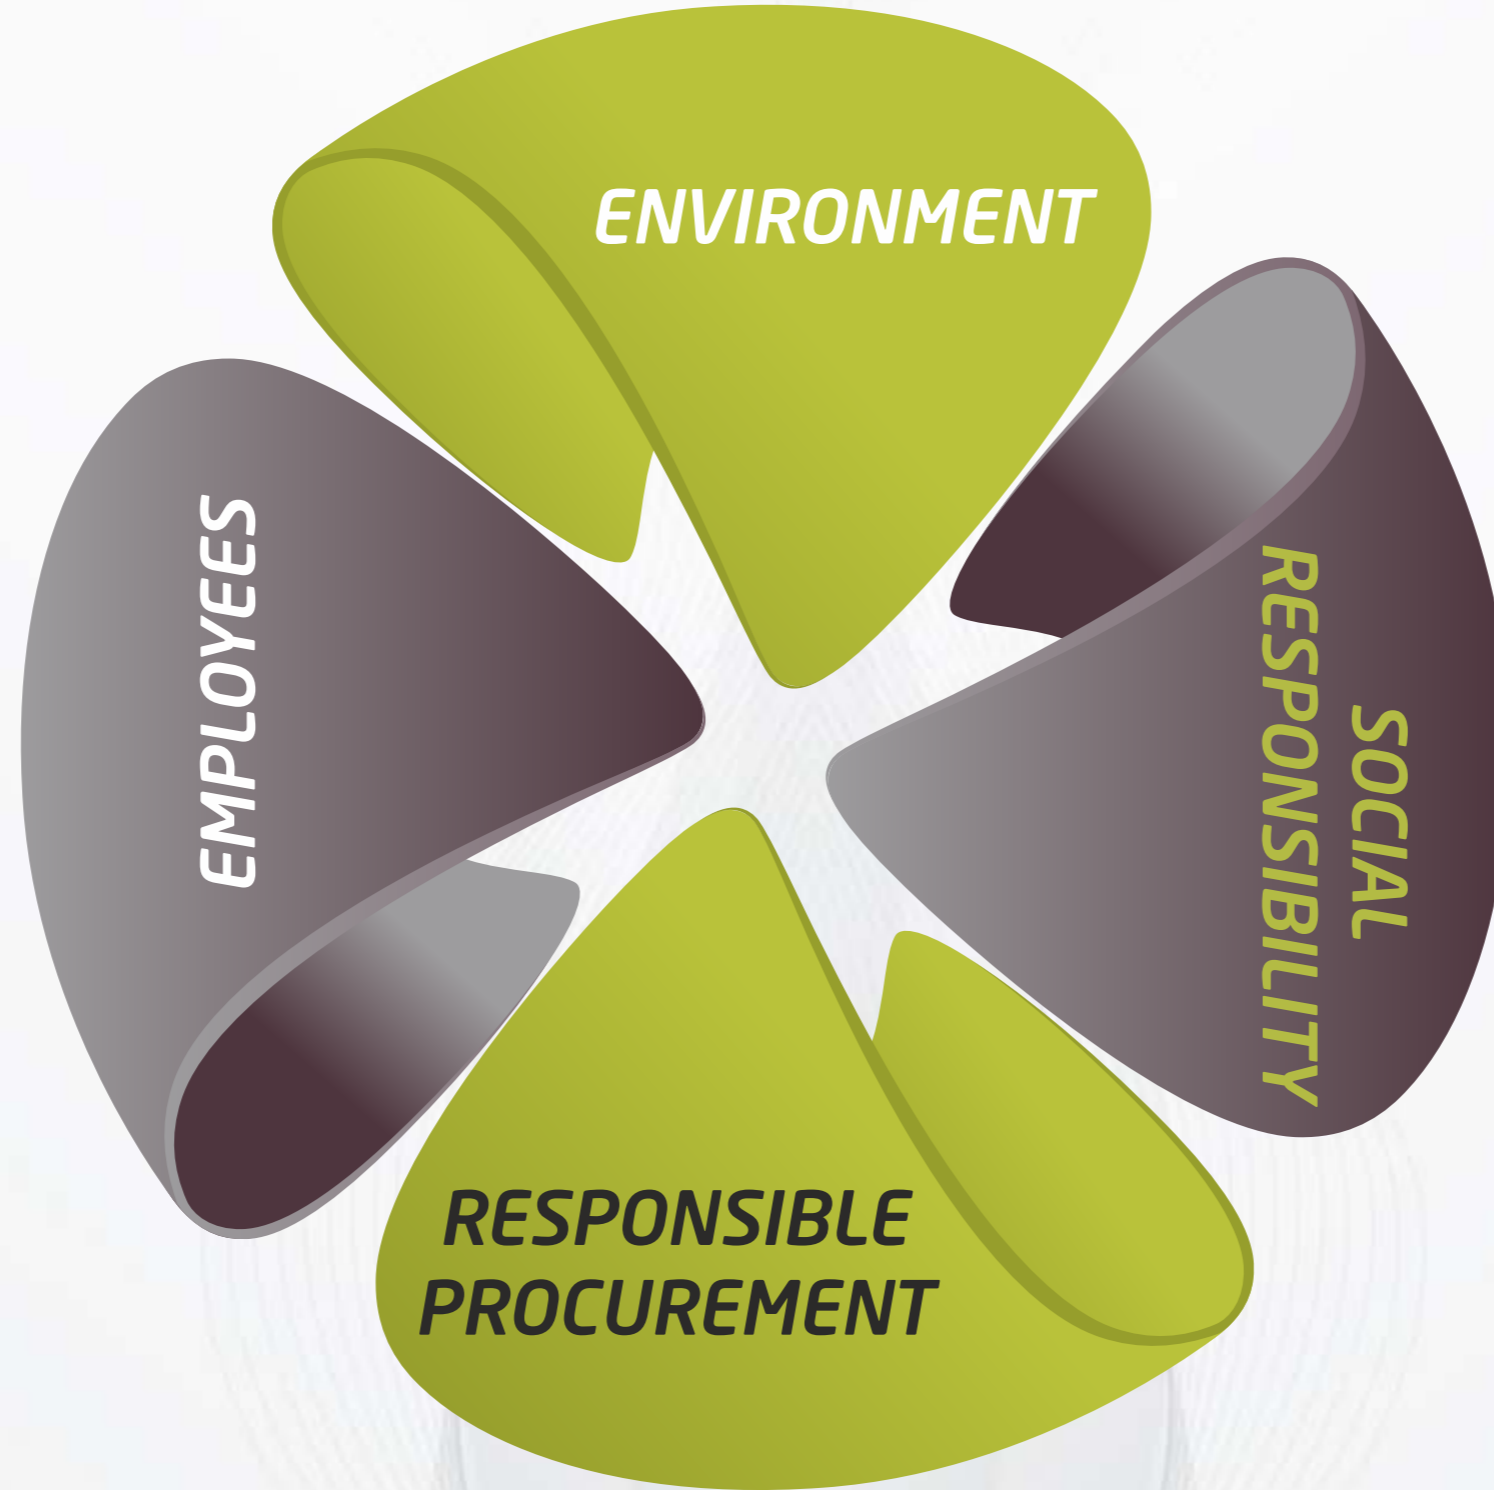 ENVIRONMENT
SOCIAL
RESPONSIBILITY
RESPONSIBLE
PROCUREMENT
EMPLOYEES